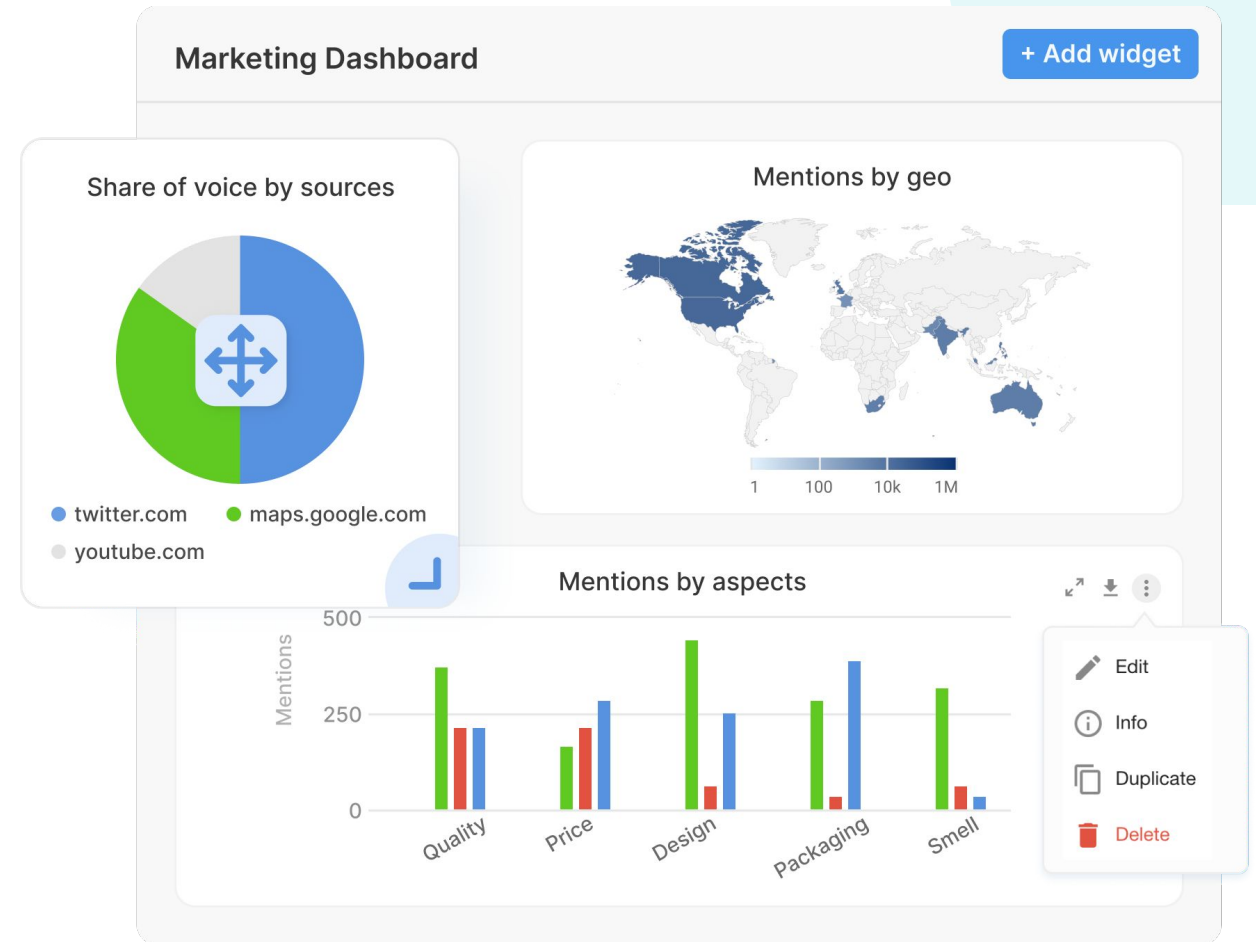 Marketing Dashboard
+ Add widget
Share of voice by sources
twitter.com
maps.google.com
youtube.com
Mentions by geo
1 100 10k 1M
Mentions by aspects
Mentions
500
250
0
Quality Price Design Packaging Smell
Edit
Info
Duplicate
Delete